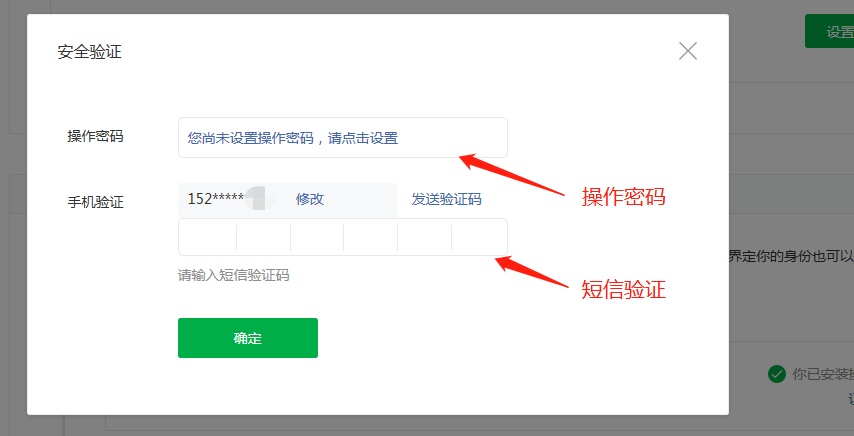 设置
安全验证
操作密码
您尚未设置操作密码，请点击设置
操作密码
手机验证
152*****
修改
发送验证码
请输入短信验证码
短信验证
确定
界定你的身份也可以
你已安装